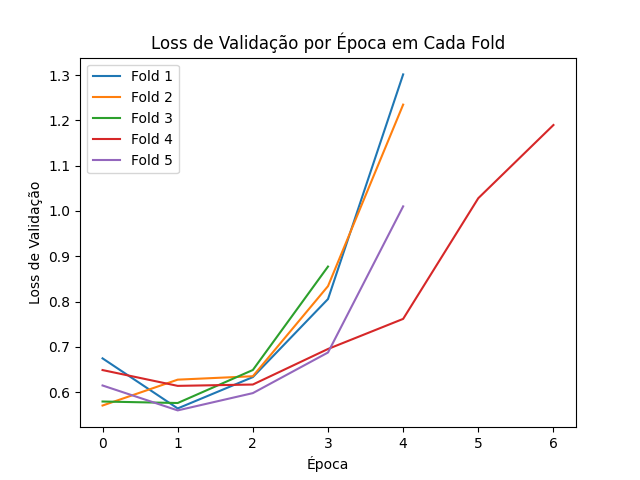 Loss de Validação por Época em Cada Fold
Fold 1
Fold 2
Fold 3
Fold 4
Fold 5
Loss de Validação
1.3
1.2
1.1
1.0
0.9
0.8
0.7
0.6
0 1 2 3 4 5 6
Época